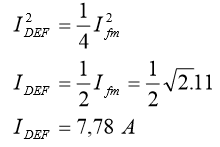 I²_DEF = 1/4 I²_fm
I_DEF = 1/2 I_fm = 1/2 √2.11
I_DEF = 7,78 A